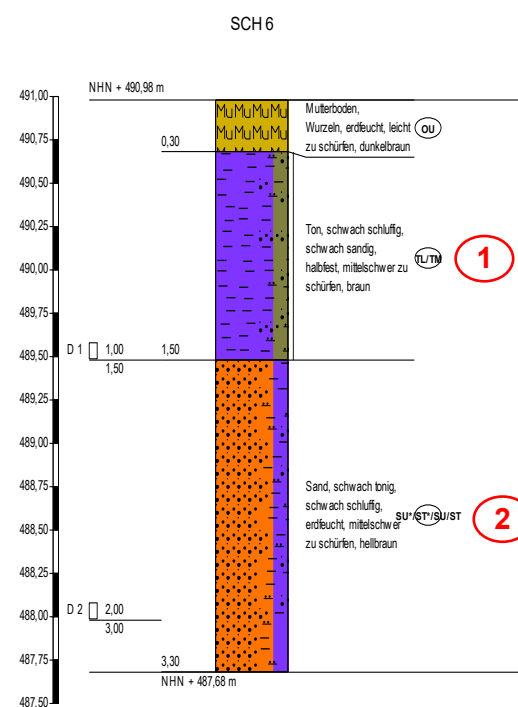 SCH 6
NHN + 490,98 m
491,00
490,75
490,50
490,25
490,00
489,75
489,50
489,25
489,00
488,75
488,50
488,25
488,00
487,75
487,50
MuMuMuMu
MuMuMuMu
0,30
Mutterboden,
Wurzeln, erdfeucht, leicht
zu schürfen, dunkelbraun
OU
Ton, schwach schluffig,
schwach sandig,
halbfest, mittelschwer zu
schürfen, braun
TL/TM
1
D 1
1,00
1,50
1,50
Sand, schwach tonig,
schwach schluffig,
erdfeucht, mittelschwer
zu schürfen, hellbraun
SU*/ST*/SU/ST
2
D 2
2,00
3,00
3,30
NHN + 487,68 m